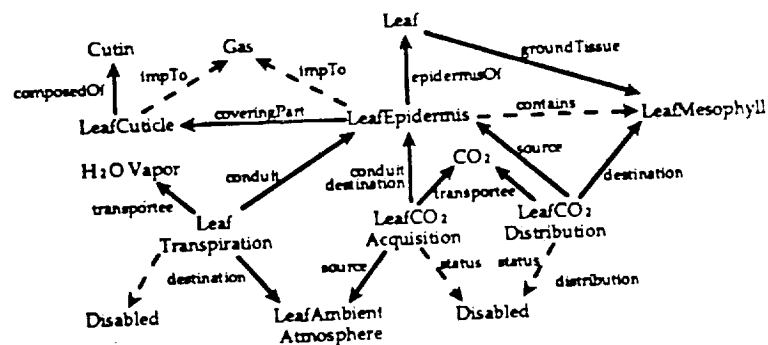 Leaf
Cutin
Gas
groundTissue
impTo
impTo
epidermisOf
composedOf
LeafCuticle
coveringPart
LeafEpidermis
contains
LeafMesophyll
H₂O Vapor
conduit
conduit
destination
CO₂
source
destination
transportee
transportee
Leaf
Transpiration
LeafCO₂
Acquisition
LeafCO₂
Distribution
destination
source
status
status
distribution
Disabled
LeafAmbient
Atmosphere
Disabled